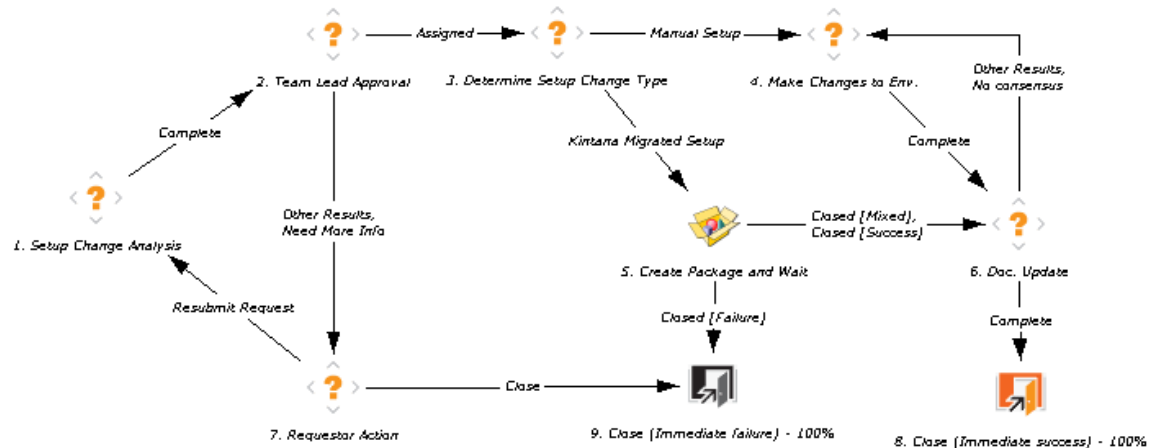 Assigned
Manual Setup
Other Results,
No consensus
2. Team Lead Approval
3. Determine Setup Change Type
4. Make Changes to Env.
Complete
Kintana Migrated Setup
Complete
Other Results,
Need More Info
Closed [Mixed],
Closed [Success]
1. Setup Change Analysis
5. Create Package and Wait
6. Doc. Update
Resubmit Request
Closed [Failure]
Complete
Close
7. Requestor Action
9. Close (Immediate failure) - 100%
8. Close (Immediate success) - 100%